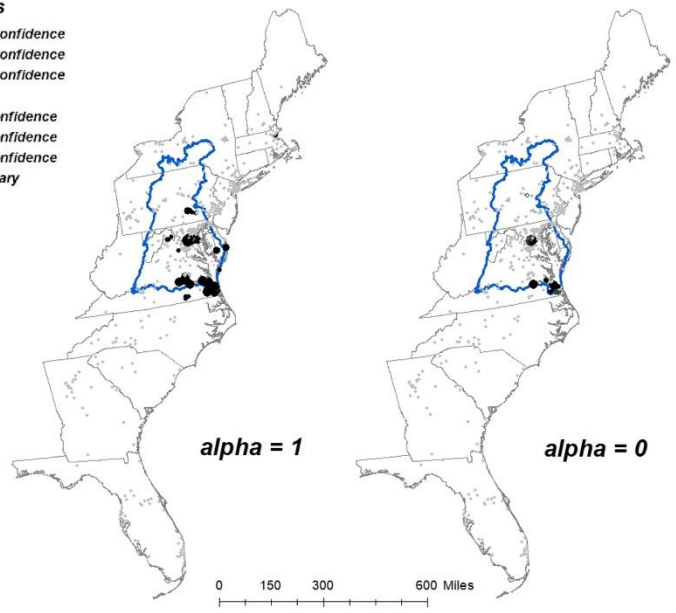 s
onfidence
onfidence
onfidence
nfidence
nfidence
nfidence
ary
alpha = 1
alpha = 0
0 150 300 600 Miles